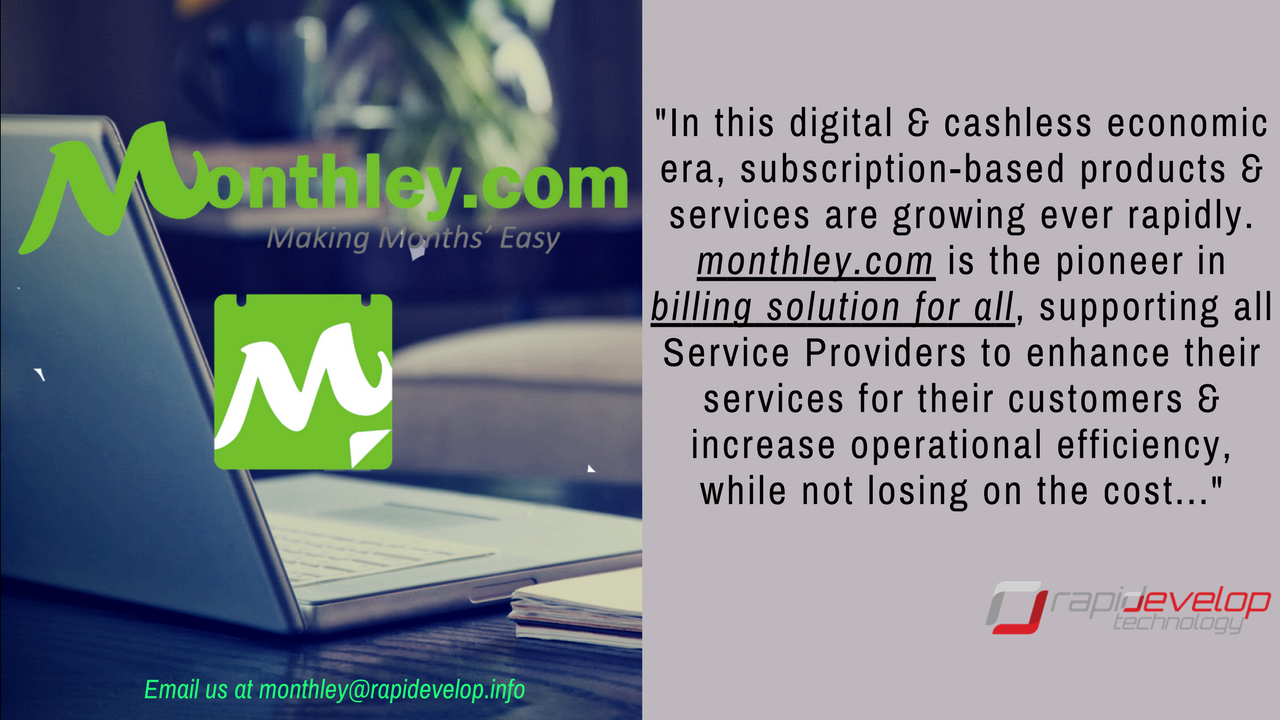 Monthley.com
Making Months' Easy
M
Email us at monthley@rapidevelop.info
"In this digital & cashless economic
era, subscription-based products &
services are growing ever rapidly.
monthley.com is the pioneer in
billing solution for all, supporting all
Service Providers to enhance their
services for their customers &
increase operational efficiency,
while not losing on the cost..."
rapidevelop
technology